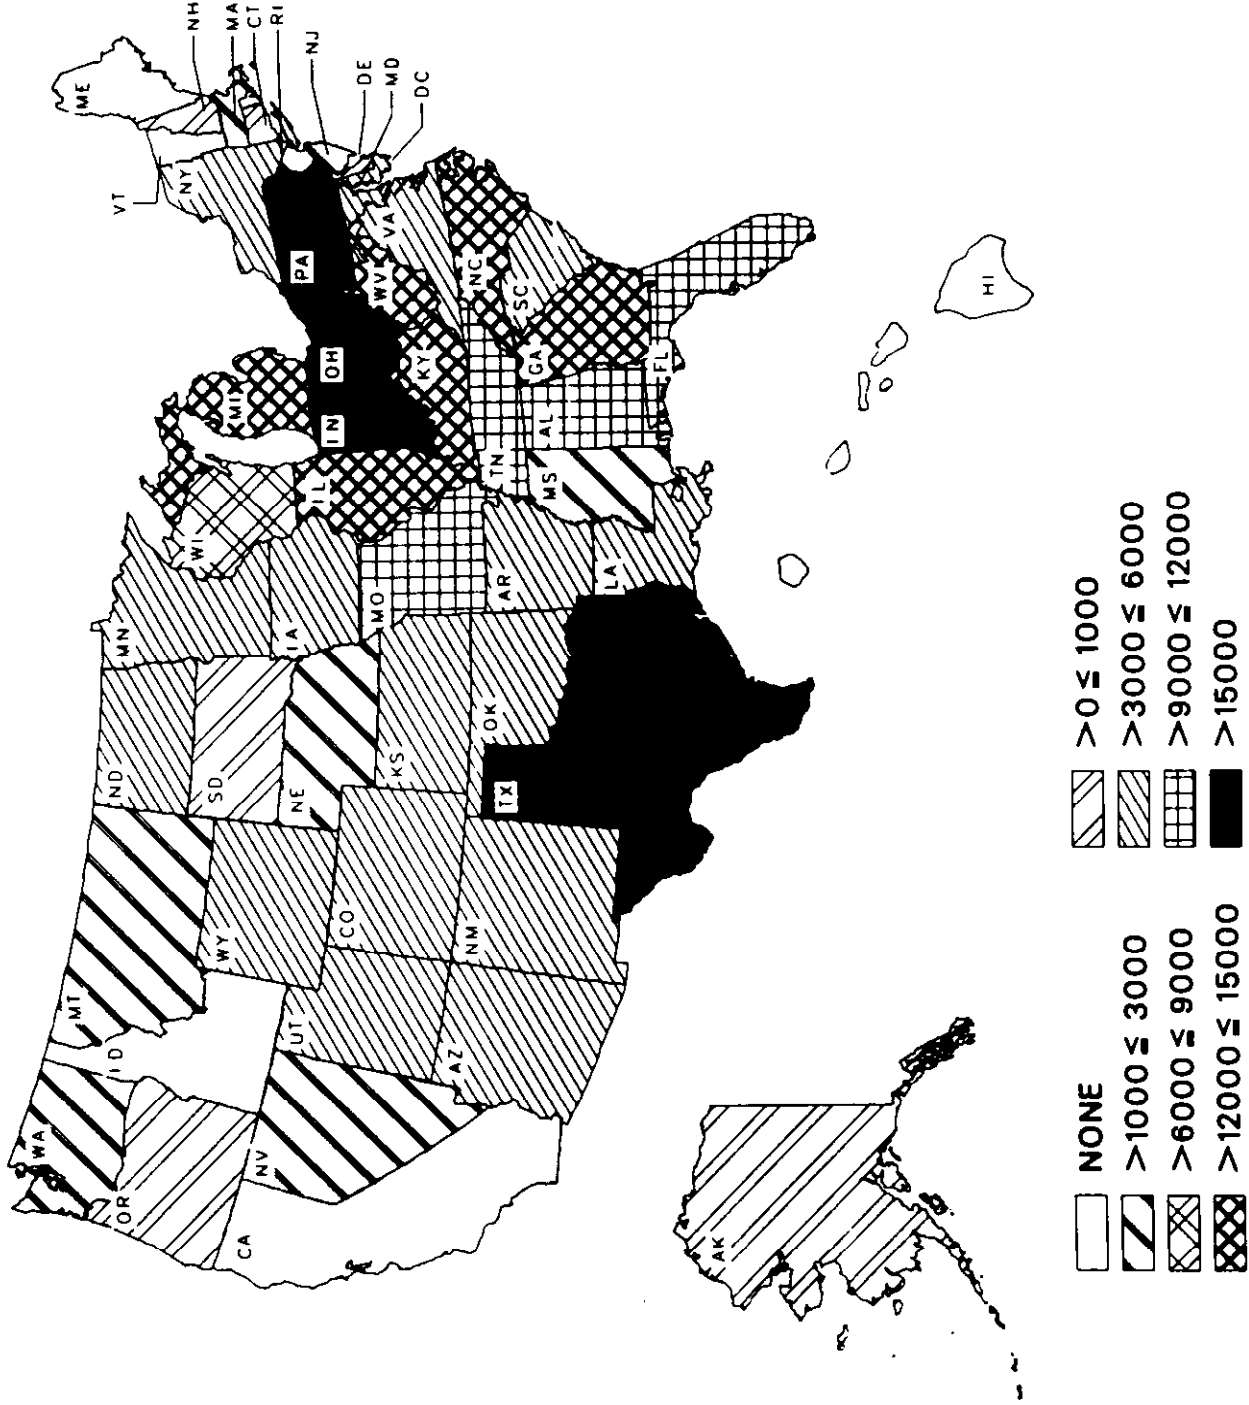 WA
OR
CA
ID
NV
MT
WY
UT
AZ
CO
NM
ND
SD
NE
KS
OK
TX
MN
IA
MO
AR
LA
WI
IL
MS
MI
IN
OH
KY
TN
AL
GA
FL
PA
WV
VA
NC
SC
NY
VT
ME
NH
MA
CT
RI
NJ
DE
MD
DC
AK
HI
NONE
>0 ≤ 1000
>1000 ≤ 3000
>3000 ≤ 6000
>6000 ≤ 9000
>9000 ≤ 12000
>12000 ≤ 15000
>15000